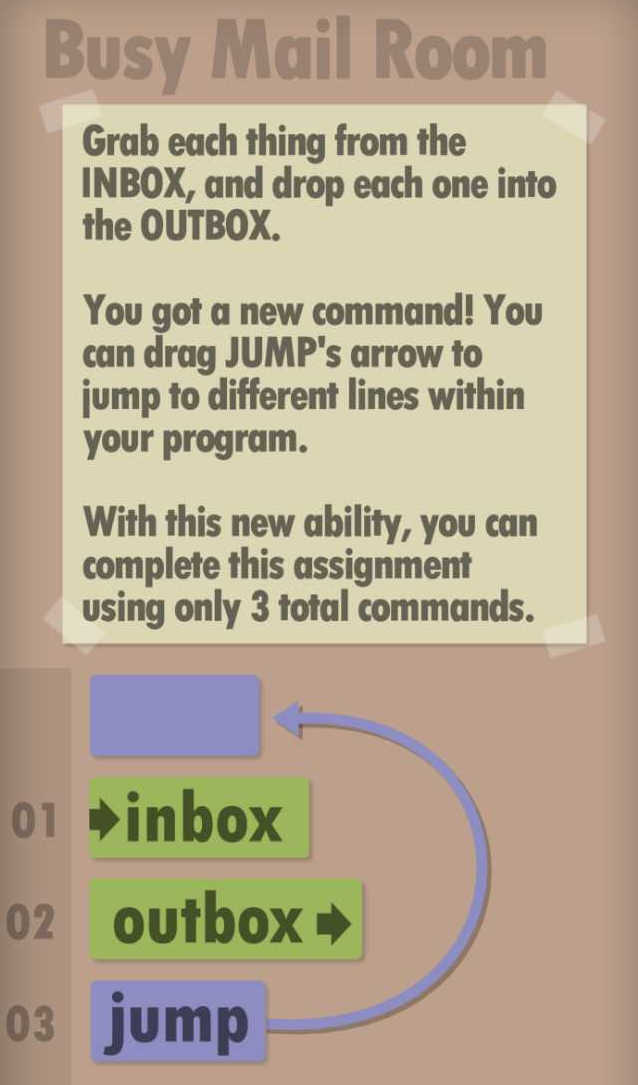 Busy Mail Room
Grab each thing from the
INBOX, and drop each one into
the OUTBOX.
You got a new command! You
can drag JUMP's arrow to
jump to different lines within
your program.
With this new ability, you can
complete this assignment
using only 3 total commands.
01 inbox
02 outbox
03 jump